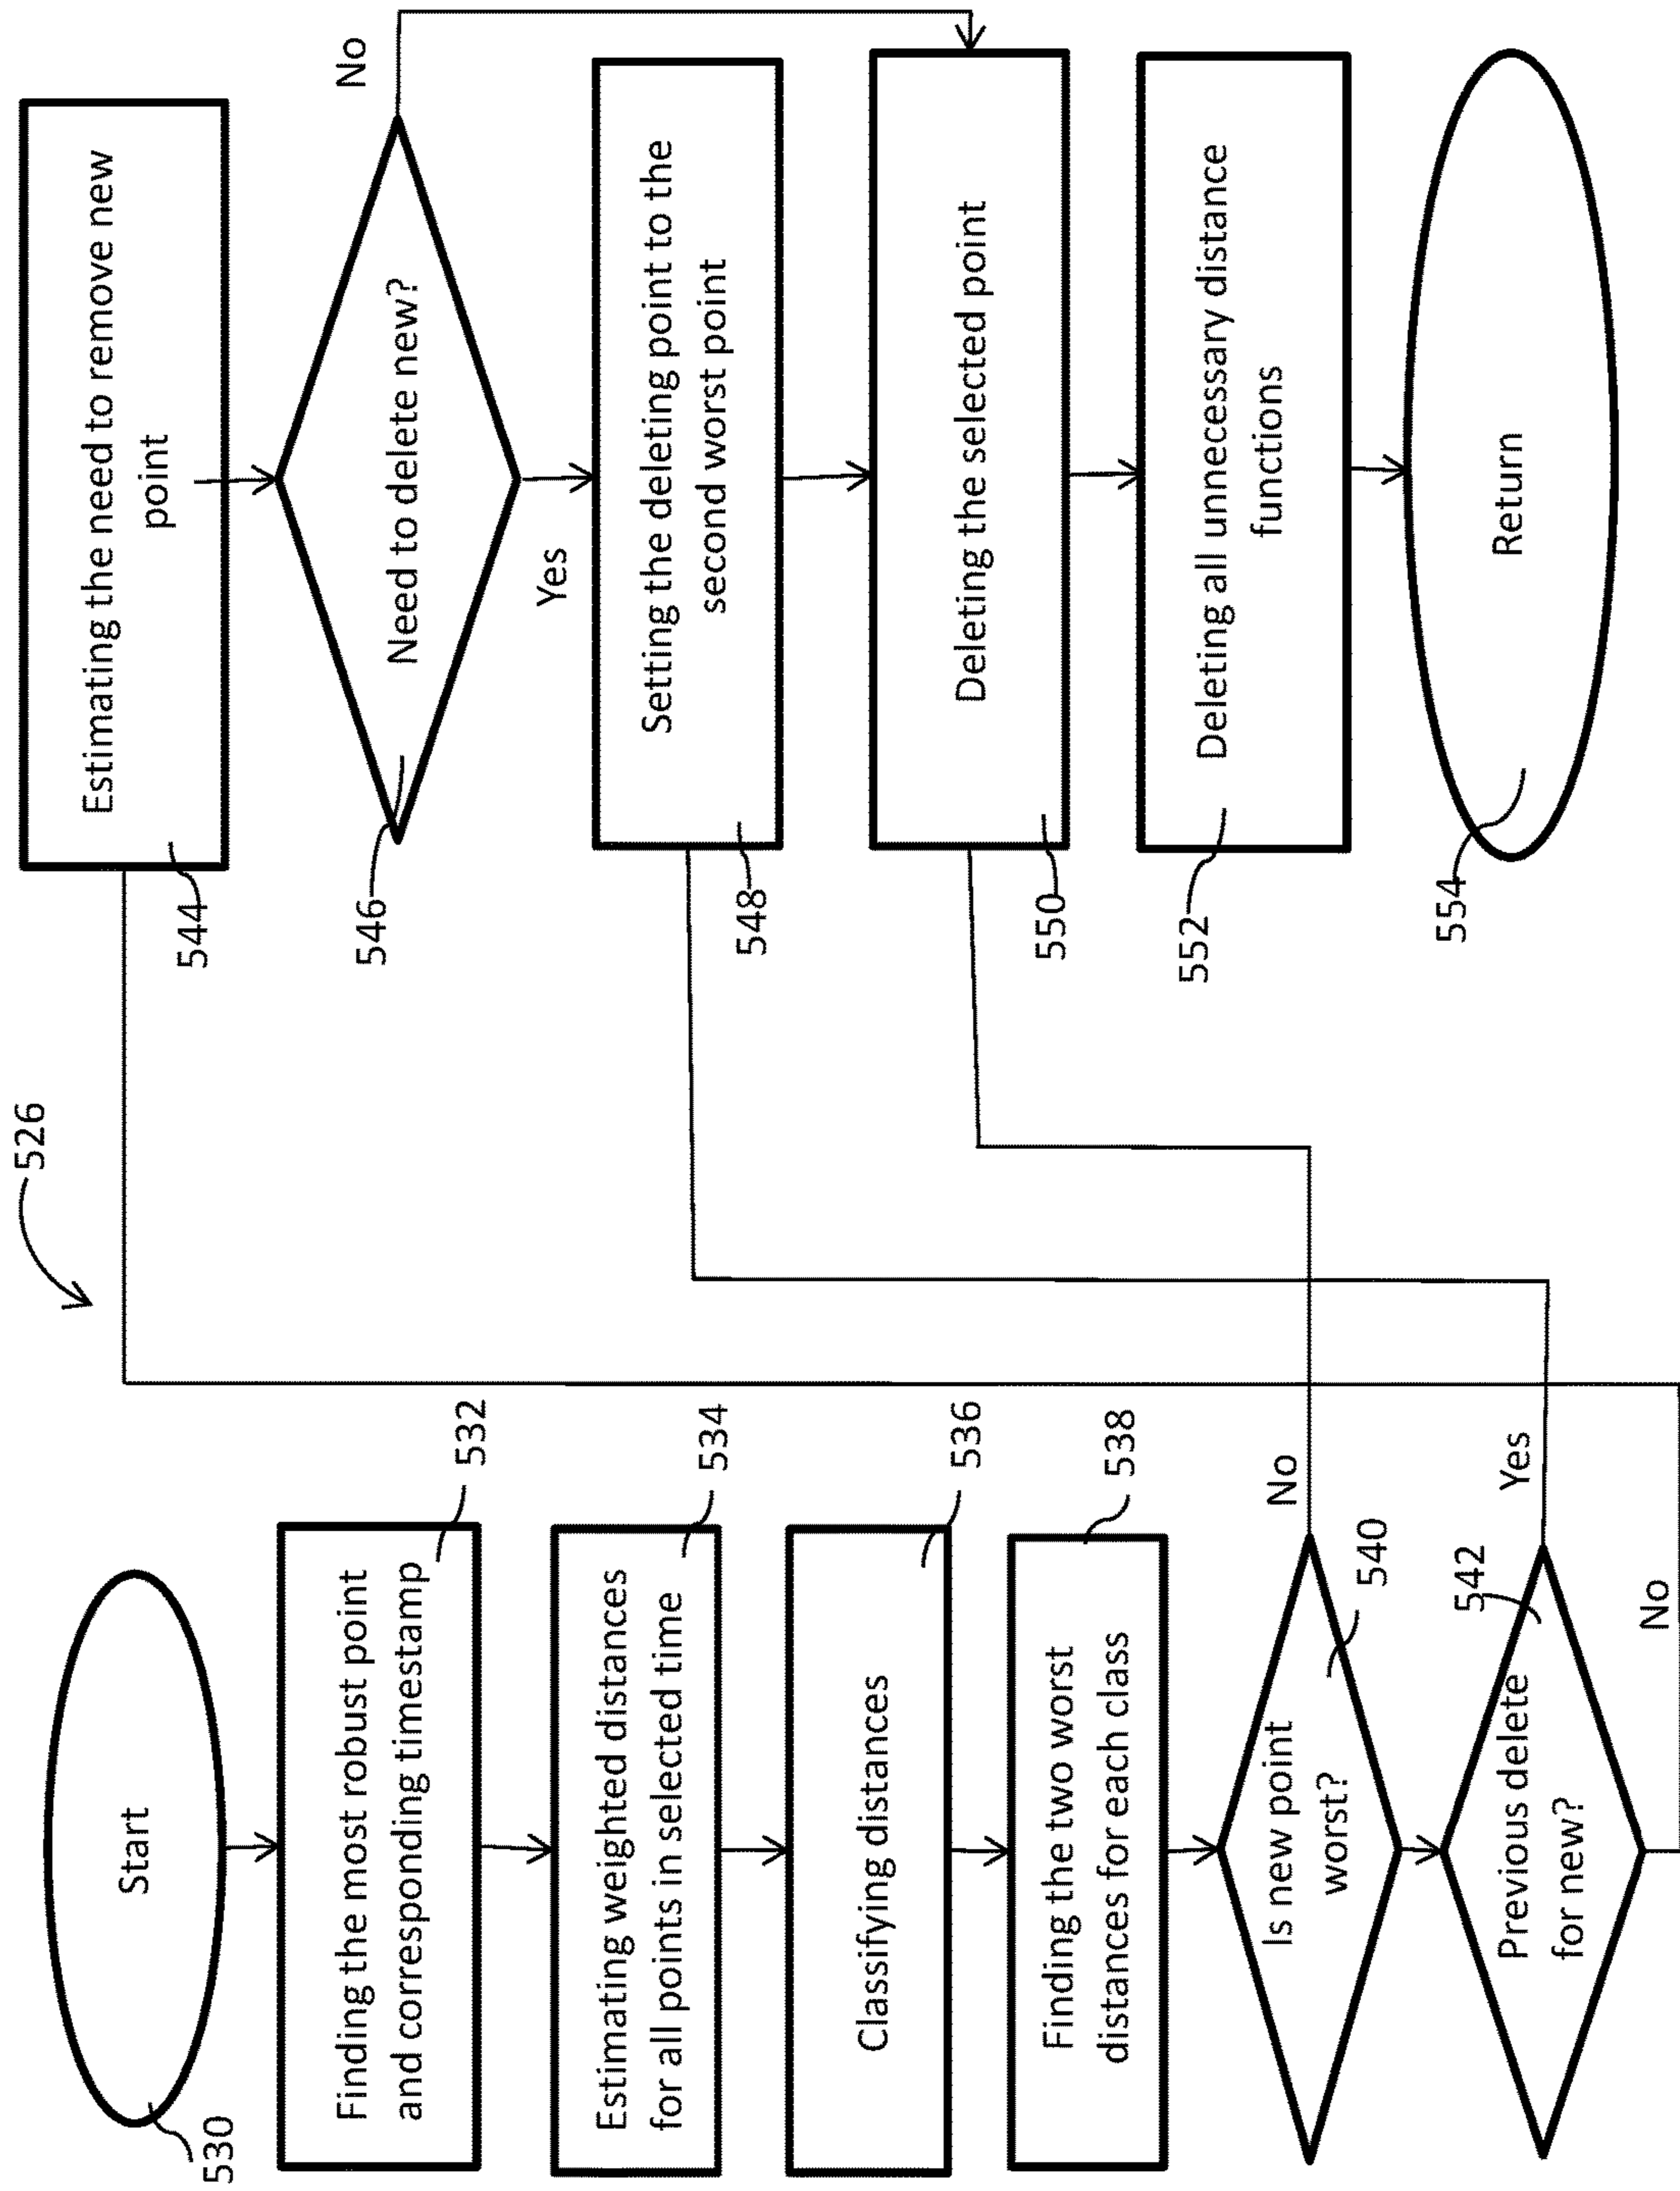 526
Start
530
Finding the most robust point
and corresponding timestamp
532
Estimating weighted distances
for all points in selected time
534
Classifying distances
536
Finding the two worst
distances for each class
538
Is new point
worst?
No
540
Previous delete
for new?
Yes
542
No
Estimating the need to remove new
point
544
Need to delete new?
No
546
Yes
Setting the deleting point to the
second worst point
548
Deleting the selected point
550
Deleting all unnecessary distance
functions
552
Return
554